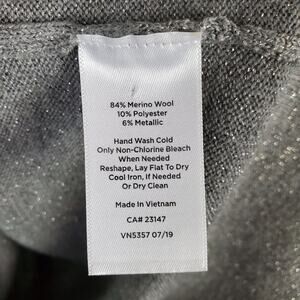 84% Merino Wool
10% Polyester
6% Metallic
Hand Wash Cold
Only Non-Chlorine Bleach
When Needed
Reshape, Lay Flat To Dry
Cool Iron, If Needed
Or Dry Clean
Made In Vietnam
CA# 23147
VN5357 07/19